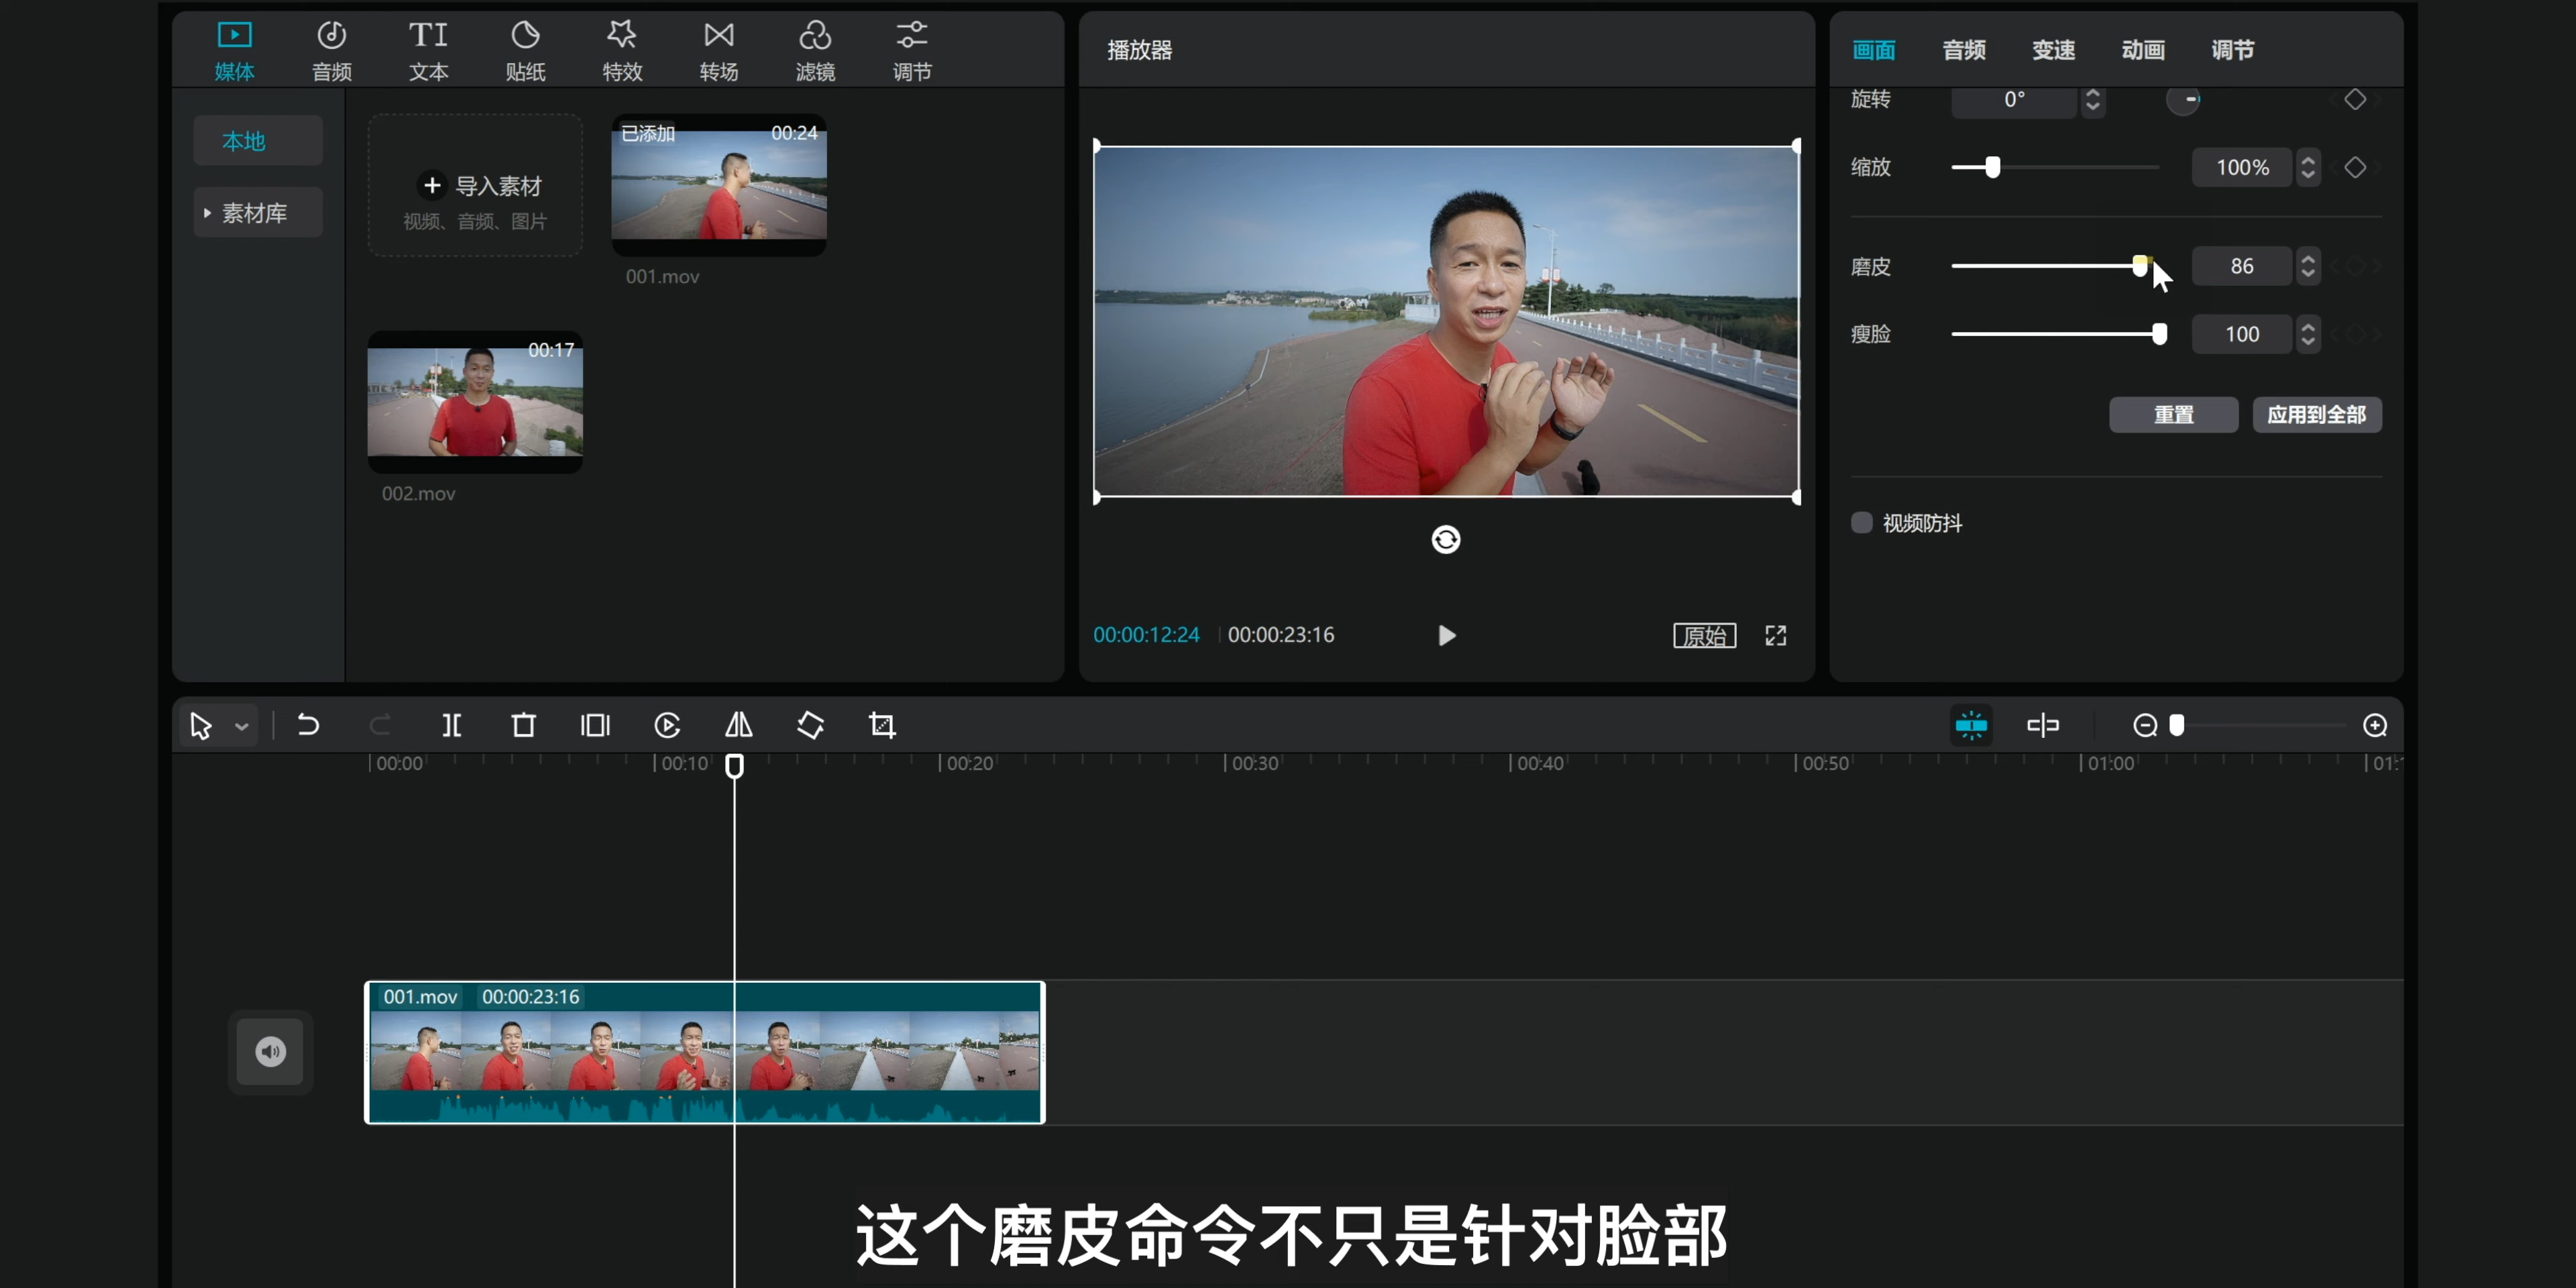 媒体 音频 文本 贴纸 特效 转场 滤镜 调节
本地
素材库
导入素材
视频、音频、图片
已添加 00:24
001.mov
00:17
002.mov
播放器
00:00:12:24 00:00:23:16
原始
画面 音频 变速 动画 调节
旋转 0°
缩放 100%
磨皮 86
瘦脸 100
重置 应用到全部
视频防抖
00:00 00:10 00:20 00:30 00:40 00:50 01:00
001.mov 00:00:23:16
这个磨皮命令不只是针对脸部